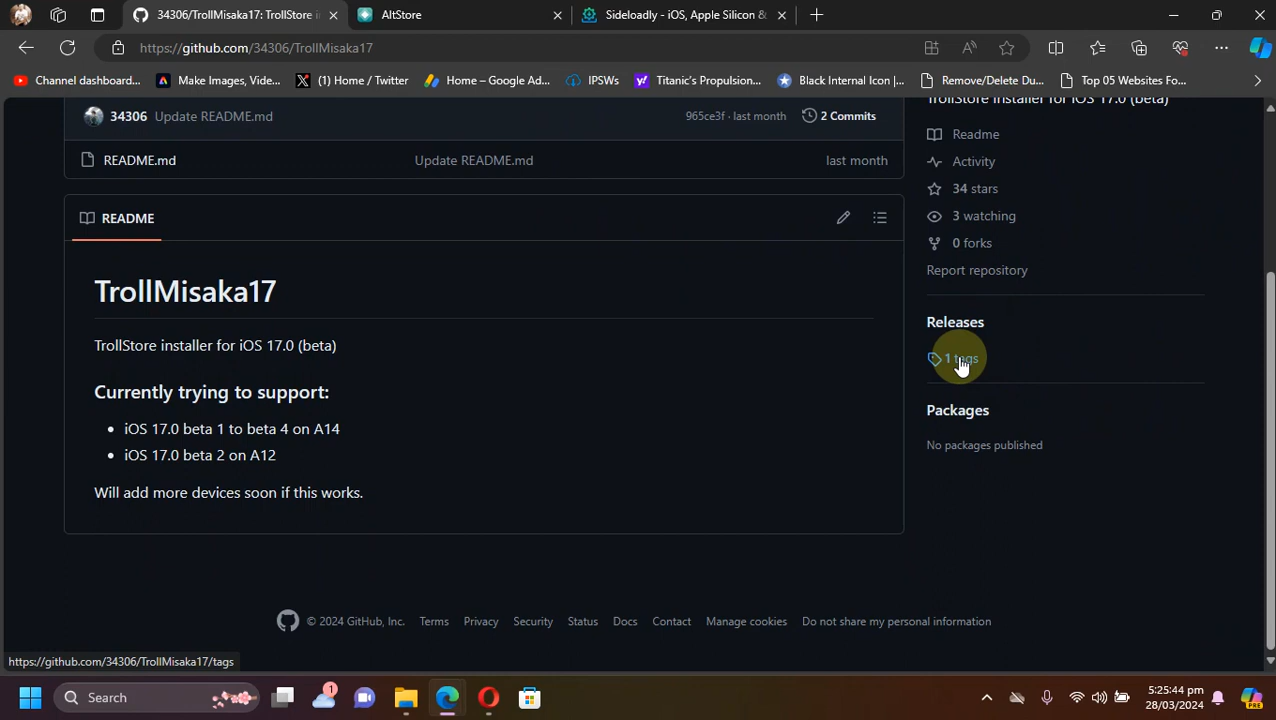 34306/TrollMisaka17: TrollStore i
AltStore
Sideloadly - iOS, Apple Silicon &
https://github.com/34306/TrollMisaka17
Channel dashboard...
Make Images, Vide...
(1) Home / Twitter
Home – Google Ad...
IPSWs
Titanic's Propulsion...
Black Internal Icon |...
Remove/Delete Du...
Top 05 Websites Fo...
34306 Update README.md
965ce3f · last month
2 Commits
README.md
Update README.md
last month
README
TrollMisaka17
TrollStore installer for iOS 17.0 (beta)
Currently trying to support:
• iOS 17.0 beta 1 to beta 4 on A14
• iOS 17.0 beta 2 on A12
Will add more devices soon if this works.
TrollStore installer for iOS 17.0 (beta)
Readme
Activity
34 stars
3 watching
0 forks
Report repository
Releases
1 tags
Packages
No packages published
© 2024 GitHub, Inc. Terms Privacy Security Status Docs Contact Manage cookies Do not share my personal information
https://github.com/34306/TrollMisaka17/tags
Search
1
5:25:44 pm
28/03/2024
PRE